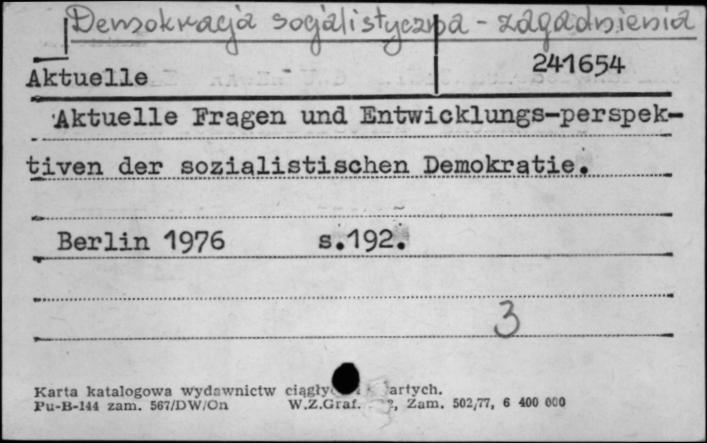 Demokracja socjalistyczna - zagadnienia
Aktuelle
241654
Aktuelle Fragen und Entwicklungs-perspek-
tiven der sozialistischen Demokratie.
Berlin 1976 s.192.
3
Karta katalogowa wydawnictw artych.
Pu-B-144 zam. 567/DW/On W.Z.Graf. Zam. 502/77, 6 400 000